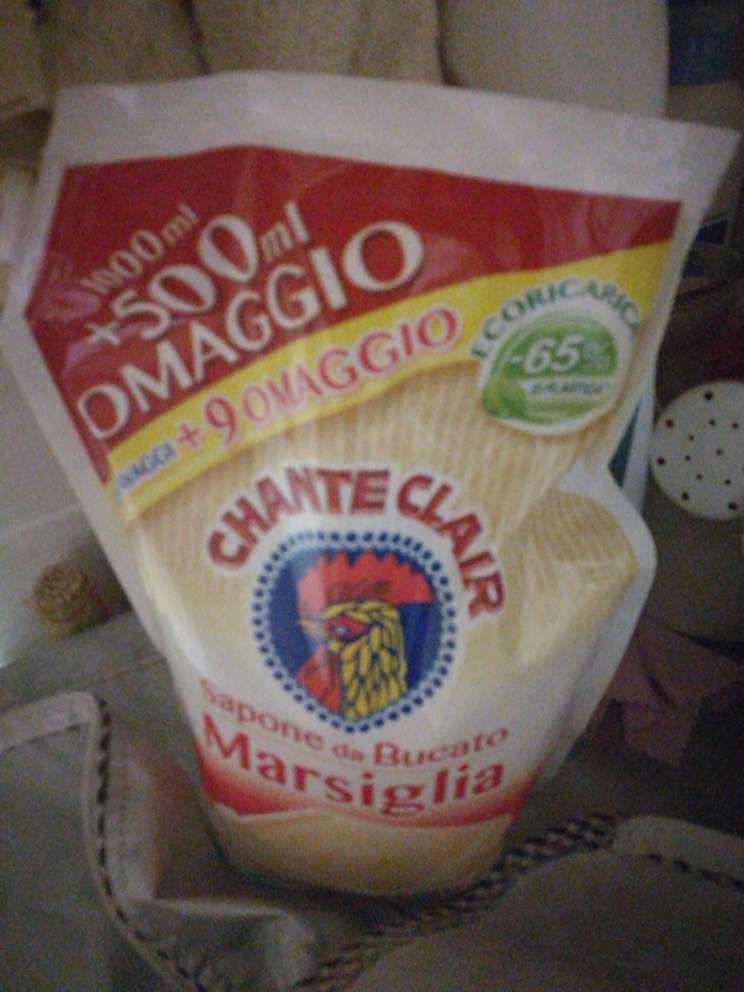 1000ml
+500ml
OMAGGIO
+9 OMAGGIO
ECORICARICA
-65%
CHANTE CLAIR
Sapone da Bucato
Marsiglia